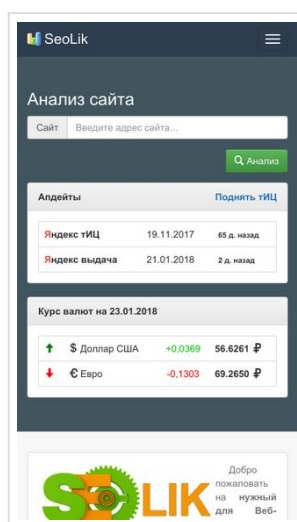 SeoLik
Анализ сайта
Сайт Введите адрес сайта...
Анализ
Апдейты Поднять тИЦ
Яндекс тИЦ 19.11.2017 65 д. назад
Яндекс выдача 21.01.2018 2 д. назад
Курс валют на 23.01.2018
$ Доллар США +0,0369 56.6261 ₽
€ Евро -0,1303 69.2650 ₽
SEOLIK
Добро
пожаловать
на нужный
для Веб-